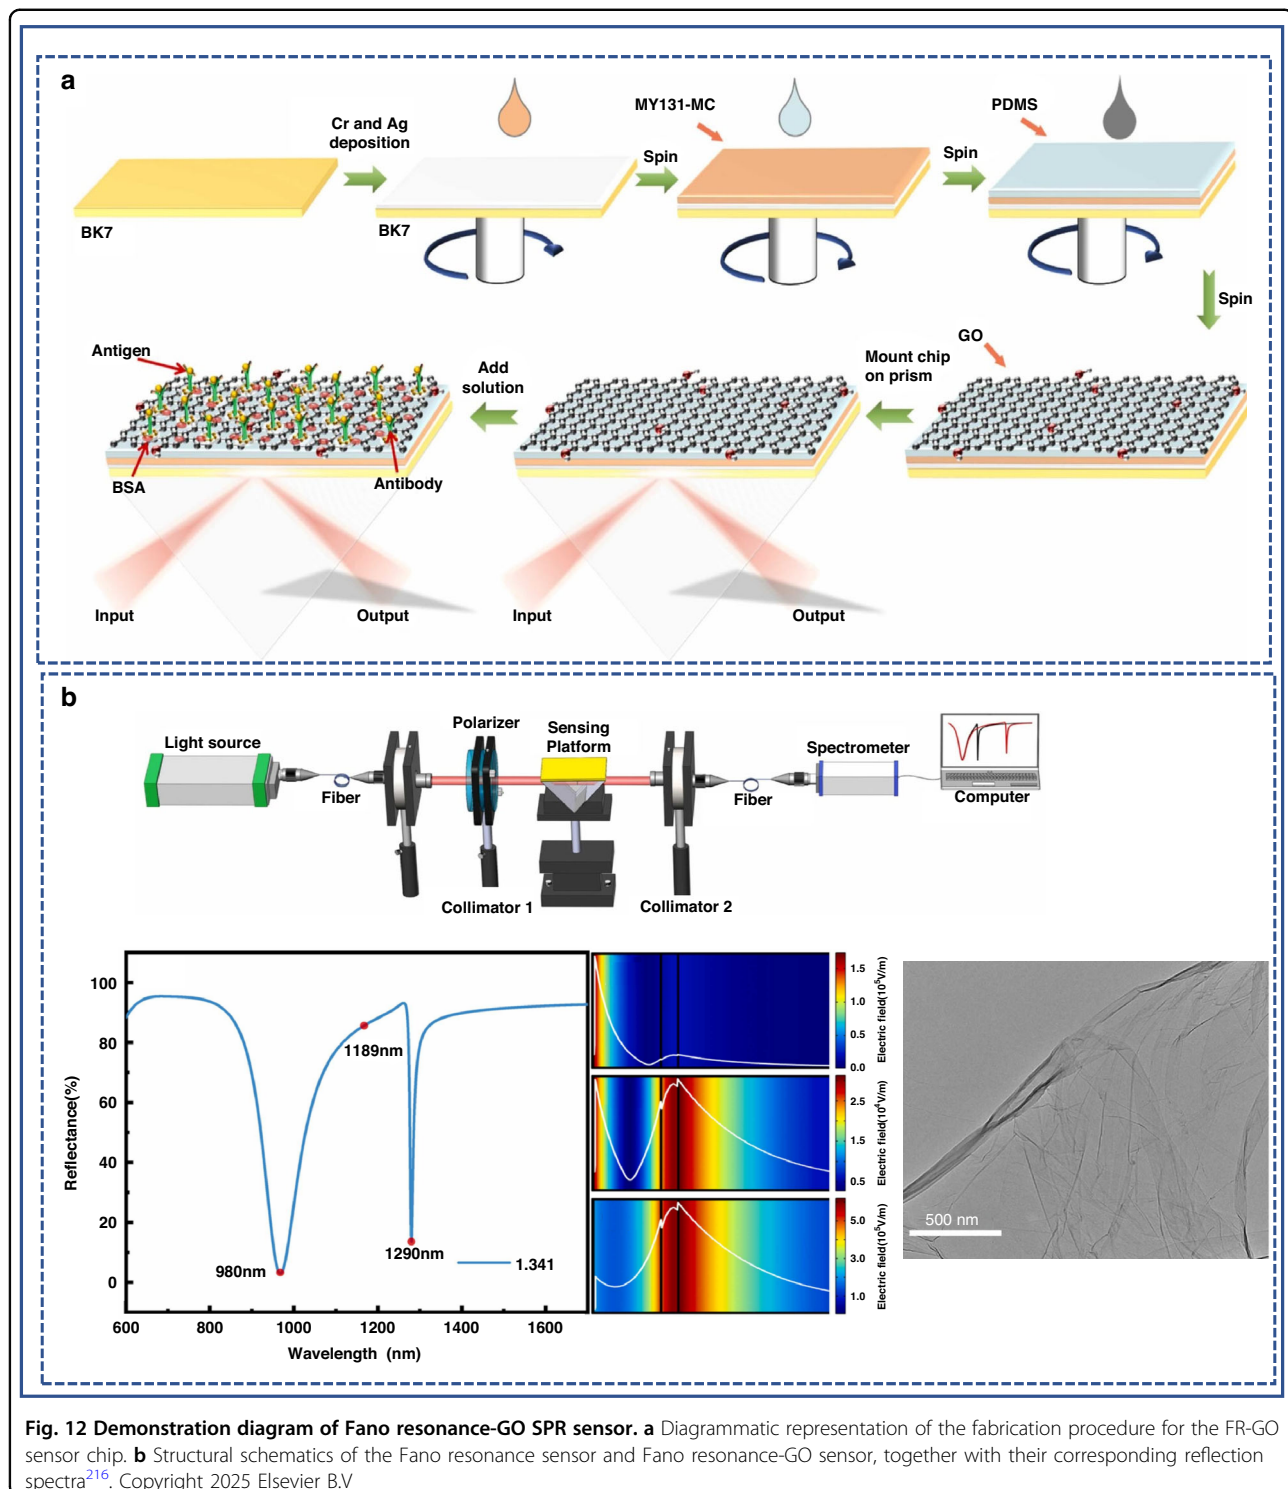 a
Cr and Ag
deposition
BK7
BK7
Spin
MY131-MC
Spin
PDMS
Spin
GO
Mount chip
on prism
Add
solution
Antigen
BSA
Antibody
Input
Output
Input
Output
b
Light source
Fiber
Polarizer
Sensing
Platform
Collimator 1
Collimator 2
Fiber
Spectrometer
Computer
Reflectance(%)
100
80
60
40
20
0
600
800
1000
1200
1400
1600
Wavelength (nm)
980nm
1189nm
1290nm
1.341
1.5
1.0
0.5
0.0
Electric field(10⁵V/m)
2.5
1.5
0.5
Electric field(10⁴V/m)
5.0
3.0
1.0
Electric field(10⁵V/m)
500 nm
Fig. 12 Demonstration diagram of Fano resonance-GO SPR sensor. a Diagrammatic representation of the fabrication procedure for the FR-GO
sensor chip. b Structural schematics of the Fano resonance sensor and Fano resonance-GO sensor, together with their corresponding reflection
spectra²¹⁶. Copyright 2025 Elsevier B.V